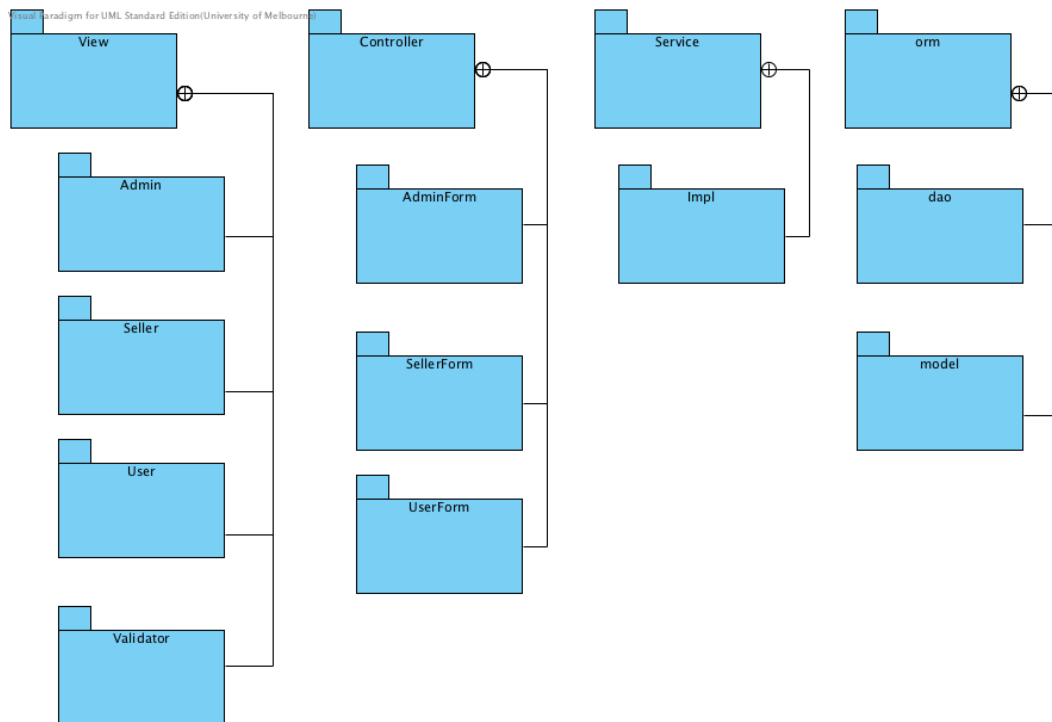 Visual Paradigm for UML Standard Edition(University of Melbourne)
View
Controller
Service
orm
Admin
AdminForm
Impl
dao
Seller
SellerForm
model
User
UserForm
Validator